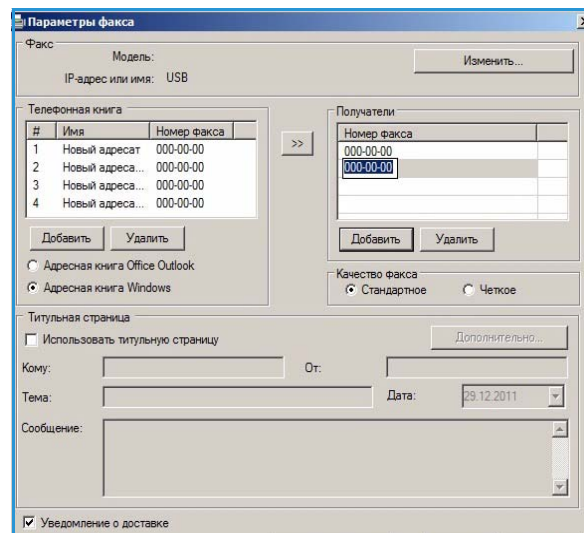 Параметры факса
Факс
Модель:
Изменить...
IP-адрес или имя: USB
Телефонная книга
# Имя Номер факса
1 Новый адресат 000-00-00
2 Новый адреса... 000-00-00
3 Новый адреса... 000-00-00
4 Новый адреса... 000-00-00
Добавить Удалить
Адресная книга Office Outlook
Адресная книга Windows
>>
Получатели
Номер факса
000-00-00
000-00-00
Добавить Удалить
Качество факса
Стандартное Четкое
Титульная страница
Использовать титульную страницу Дополнительно...
Кому: От:
Тема: Дата: 29.12.2011
Сообщение:
Уведомление о доставке